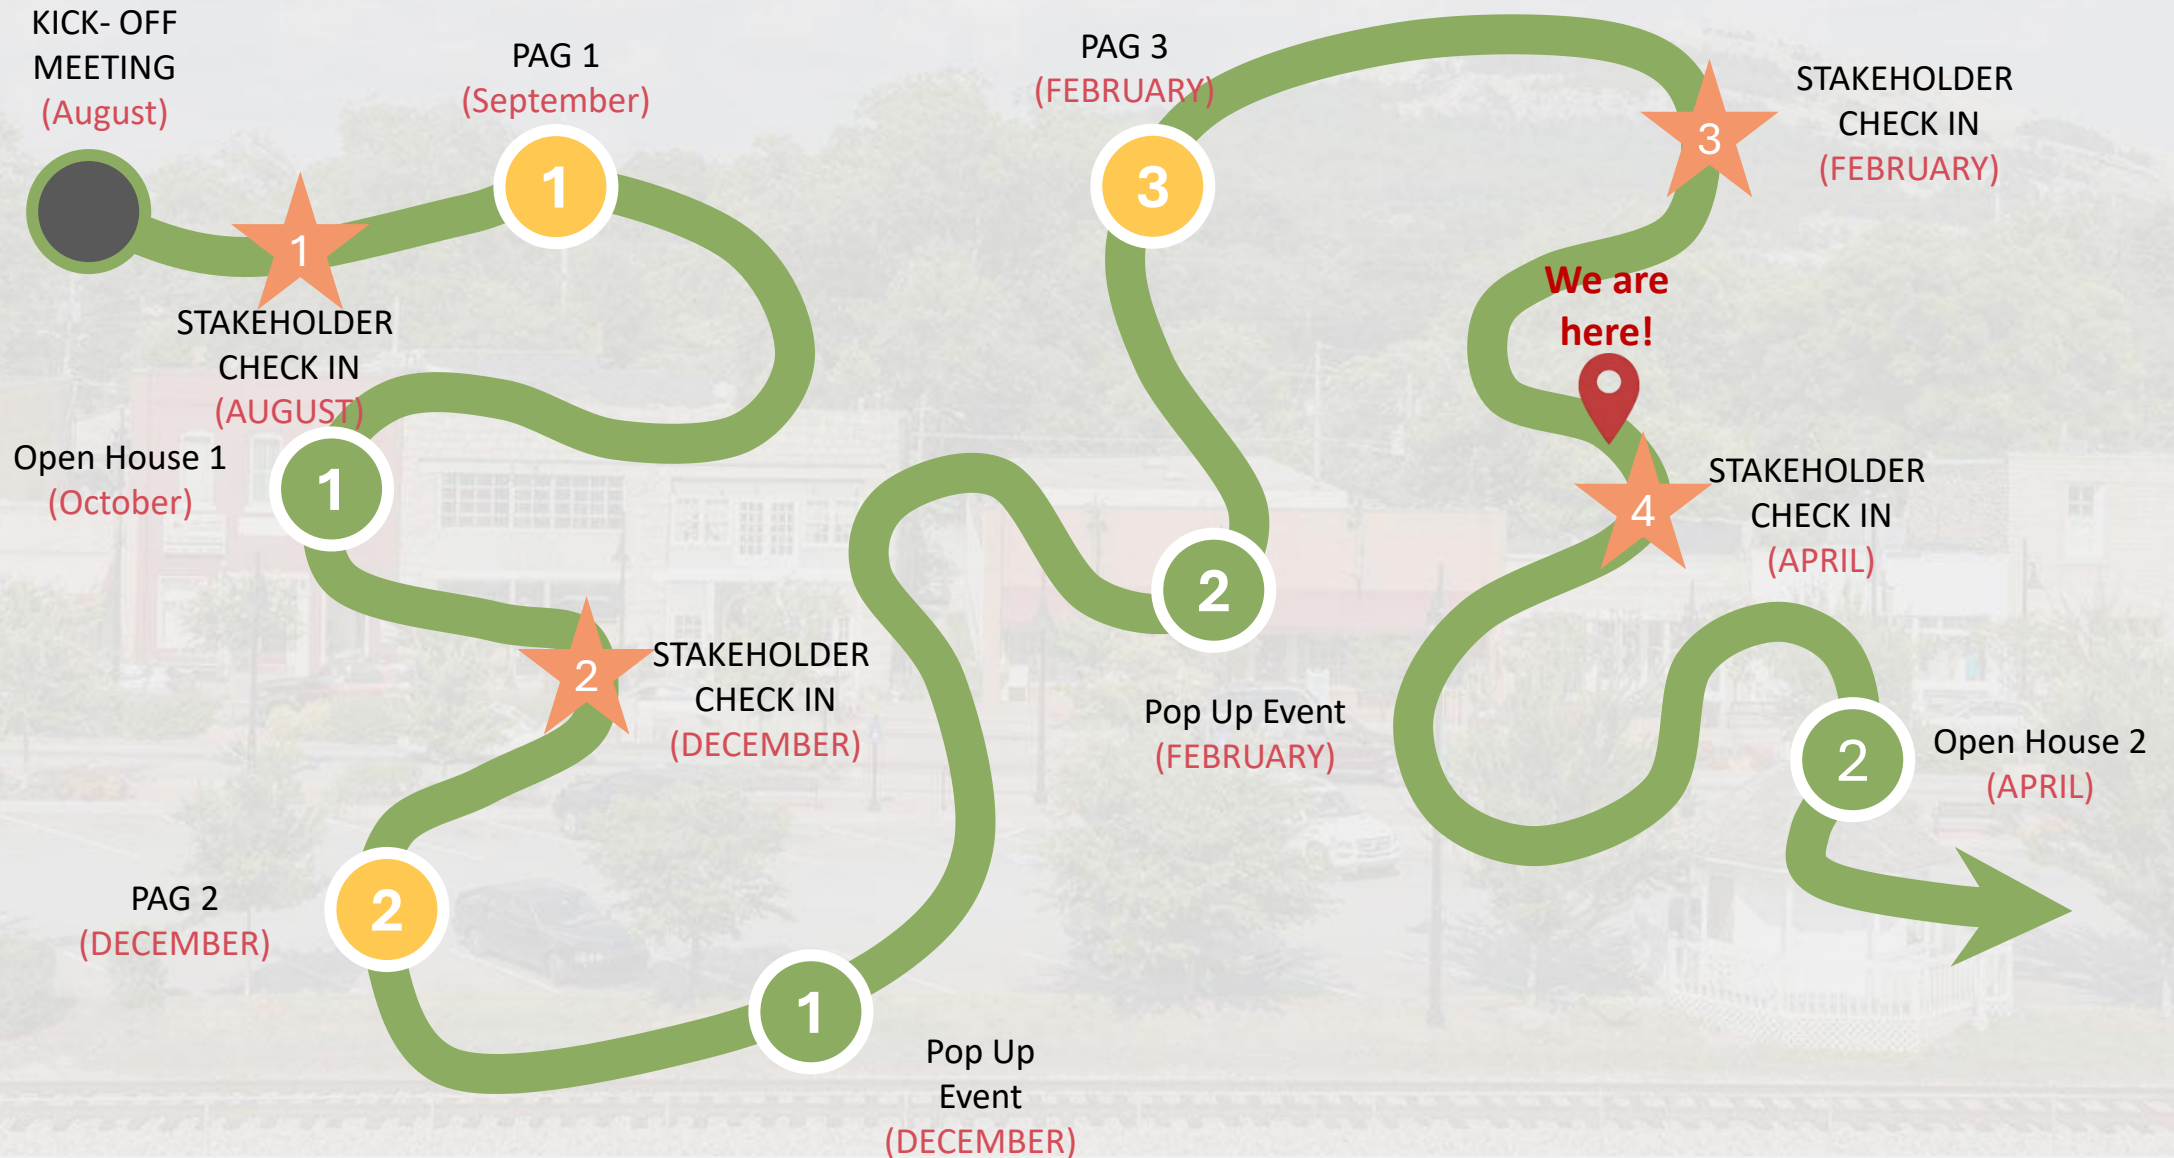 KICK- OFF
MEETING
(August)
1
STAKEHOLDER
CHECK IN
(AUGUST)
PAG 1
(September)
1
Open House 1
(October)
1
2
STAKEHOLDER
CHECK IN
(DECEMBER)
PAG 2
(DECEMBER)
2
1
Pop Up
Event
(DECEMBER)
2
Pop Up Event
(FEBRUARY)
PAG 3
(FEBRUARY)
3
3
STAKEHOLDER
CHECK IN
(FEBRUARY)
We are
here!
4
STAKEHOLDER
CHECK IN
(APRIL)
2
Open House 2
(APRIL)